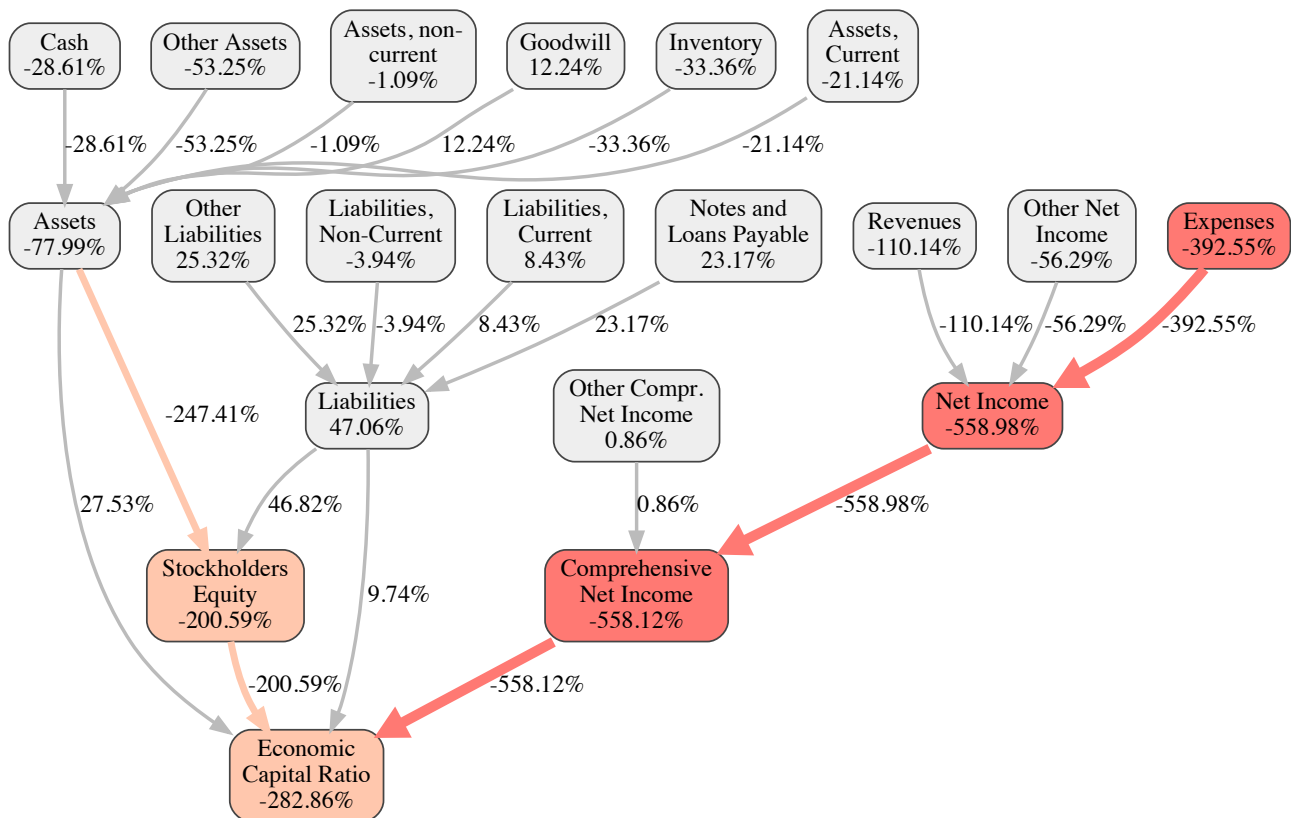 Cash
-28.61%
Other Assets
-53.25%
Assets, non-
current
-1.09%
Goodwill
12.24%
Inventory
-33.36%
Assets,
Current
-21.14%
-28.61%
-53.25%
-1.09%
12.24%
-33.36%
-21.14%
Assets
-77.99%
Other
Liabilities
25.32%
Liabilities,
Non-Current
-3.94%
Liabilities,
Current
8.43%
Notes and
Loans Payable
23.17%
Revenues
-110.14%
Other Net
Income
-56.29%
Expenses
-392.55%
25.32%
-3.94%
8.43%
23.17%
-110.14%
-56.29%
-392.55%
-247.41%
Liabilities
47.06%
Other Compr.
Net Income
0.86%
Net Income
-558.98%
27.53%
46.82%
0.86%
-558.98%
Stockholders
Equity
-200.59%
9.74%
Comprehensive
Net Income
-558.12%
-200.59%
-558.12%
Economic
Capital Ratio
-282.86%